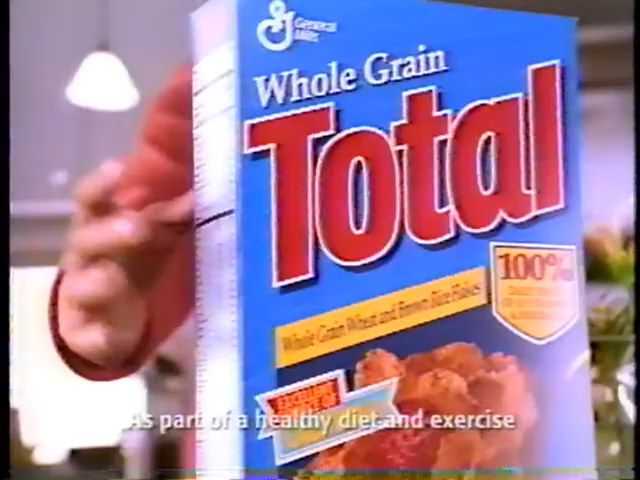 General
Mills
Whole Grain
Total
100%
Whole Grain Wheat and Brown Rice Flakes
EXCELLENT
As part of a healthy diet and exercise